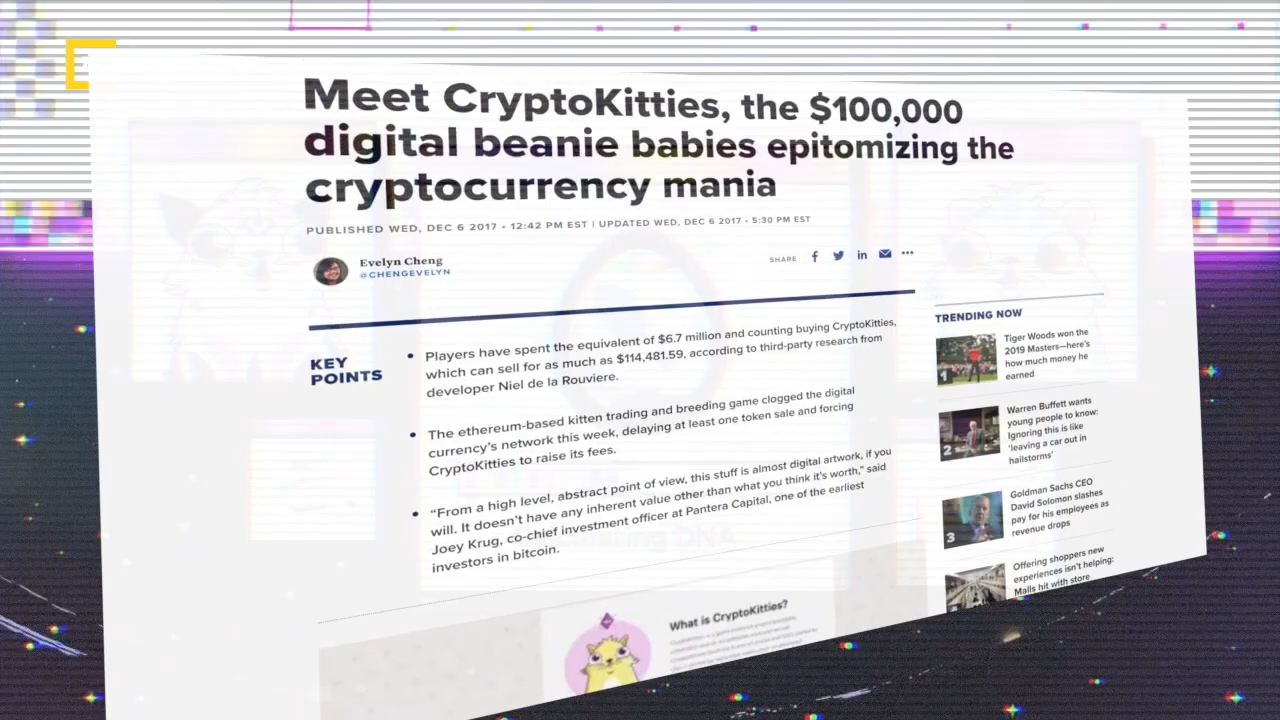 Meet CryptoKitties, the $100,000
digital beanie babies epitomizing the
cryptocurrency mania
PUBLISHED WED, DEC 6 2017 • 12:42 PM EST | UPDATED WED, DEC 6 2017 • 5:30 PM EST
Evelyn Cheng
@CHENGEVELYN
SHARE
KEY
POINTS
• Players have spent the equivalent of $6.7 million and counting buying CryptoKitties,
which can sell for as much as $114,481.59, according to third-party research from
developer Niel de la Rouviere.
• The ethereum-based kitten trading and breeding game clogged the digital
currency's network this week, delaying at least one token sale and forcing
CryptoKitties to raise its fees.
• “From a high level, abstract point of view, this stuff is almost digital artwork, if you
will. It doesn't have any inherent value other than what you think it's worth,” said
Joey Krug, co-chief investment officer at Pantera Capital, one of the earliest
investors in bitcoin.
TRENDING NOW
1
Tiger Woods won the
2019 Masters—here's
how much money he
earned
2
Warren Buffett wants
young people to know:
Ignoring this is like
‘leaving a car out in
hailstorms’
3
Goldman Sachs CEO
David Solomon slashes
pay for his employees as
revenue drops
Offering shoppers new
experiences isn't helping:
Malls hit with store
What is CryptoKitties?
DNA